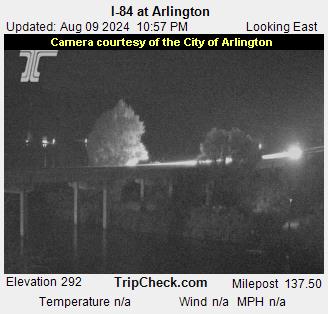 I-84 at Arlington
Updated: Aug 09 2024 10:57 PM Looking East
Camera courtesy of the City of Arlington
Elevation 292 TripCheck.com Milepost 137.50
Temperature n/a Wind n/a MPH n/a